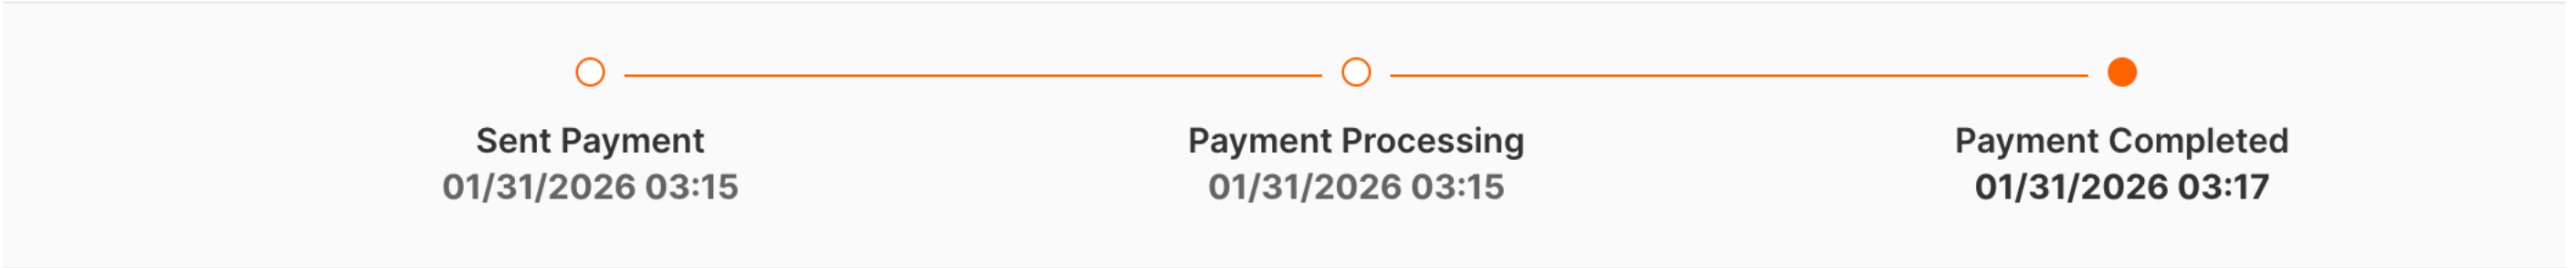 Sent Payment
01/31/2026 03:15
Payment Processing
01/31/2026 03:15
Payment Completed
01/31/2026 03:17